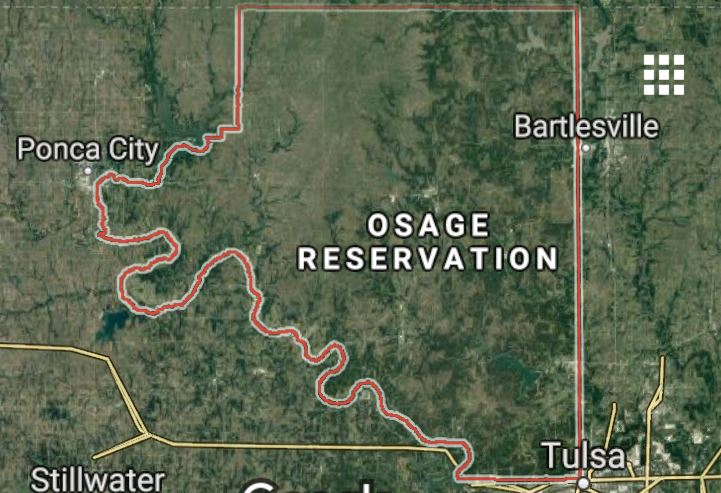 Ponca City
Bartlesville
OSAGE
RESERVATION
Tulsa
Stillwater